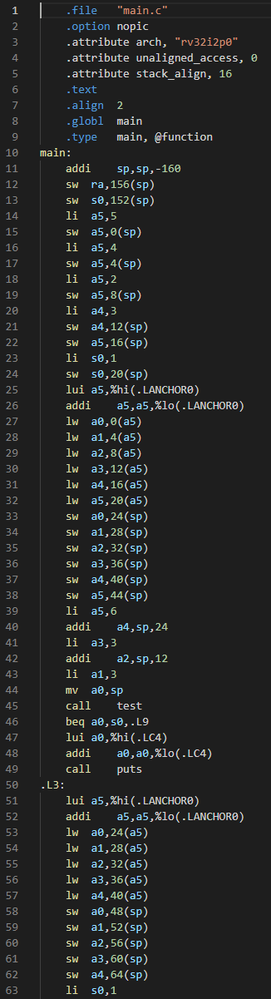 1 .file "main.c"
2 .option nopic
3 .attribute arch, "rv32i2p0"
4 .attribute unaligned_access, 0
5 .attribute stack_align, 16
6 .text
7 .align 2
8 .globl main
9 .type main, @function
10 main:
11 addi sp,sp,-160
12 sw ra,156(sp)
13 sw s0,152(sp)
14 li a5,5
15 sw a5,0(sp)
16 li a5,4
17 sw a5,4(sp)
18 li a5,2
19 sw a5,8(sp)
20 li a4,3
21 sw a4,12(sp)
22 sw a5,16(sp)
23 li s0,1
24 sw s0,20(sp)
25 lui a5,%hi(.LANCHOR0)
26 addi a5,a5,%lo(.LANCHOR0)
27 lw a0,0(a5)
28 lw a1,4(a5)
29 lw a2,8(a5)
30 lw a3,12(a5)
31 lw a4,16(a5)
32 lw a5,20(a5)
33 sw a0,24(sp)
34 sw a1,28(sp)
35 sw a2,32(sp)
36 sw a3,36(sp)
37 sw a4,40(sp)
38 sw a5,44(sp)
39 li a5,6
40 addi a4,sp,24
41 li a3,3
42 addi a2,sp,12
43 li a1,3
44 mv a0,sp
45 call test
46 beq a0,s0,.L9
47 lui a0,%hi(.LC4)
48 addi a0,a0,%lo(.LC4)
49 call puts
50 .L3:
51 lui a5,%hi(.LANCHOR0)
52 addi a5,a5,%lo(.LANCHOR0)
53 lw a0,24(a5)
54 lw a1,28(a5)
55 lw a2,32(a5)
56 lw a3,36(a5)
57 lw a4,40(a5)
58 sw a0,48(sp)
59 sw a1,52(sp)
60 sw a2,56(sp)
61 sw a3,60(sp)
62 sw a4,64(sp)
63 li s0,1